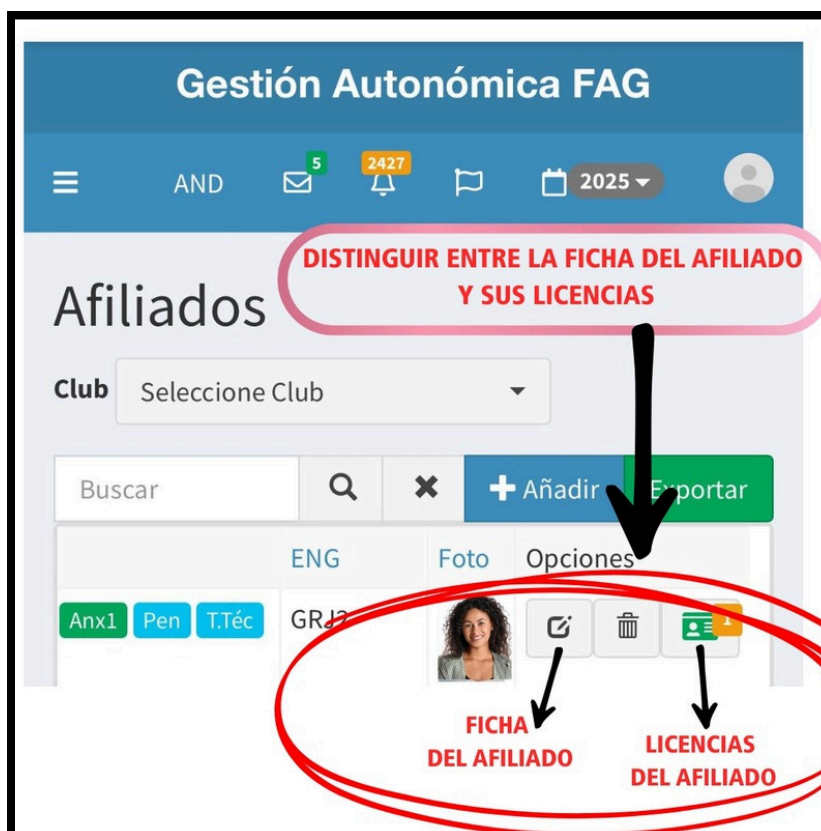 Gestión Autonómica FAG
AND 5 2427 2025
DISTINGUIR ENTRE LA FICHA DEL AFILIADO
Y SUS LICENCIAS
Afiliados
Club Seleccione Club
Buscar Añadir Exportar
ENG Foto Opciones
Anx1 Pen T.Téc GRJ2 1
FICHA
DEL AFILIADO
LICENCIAS
DEL AFILIADO